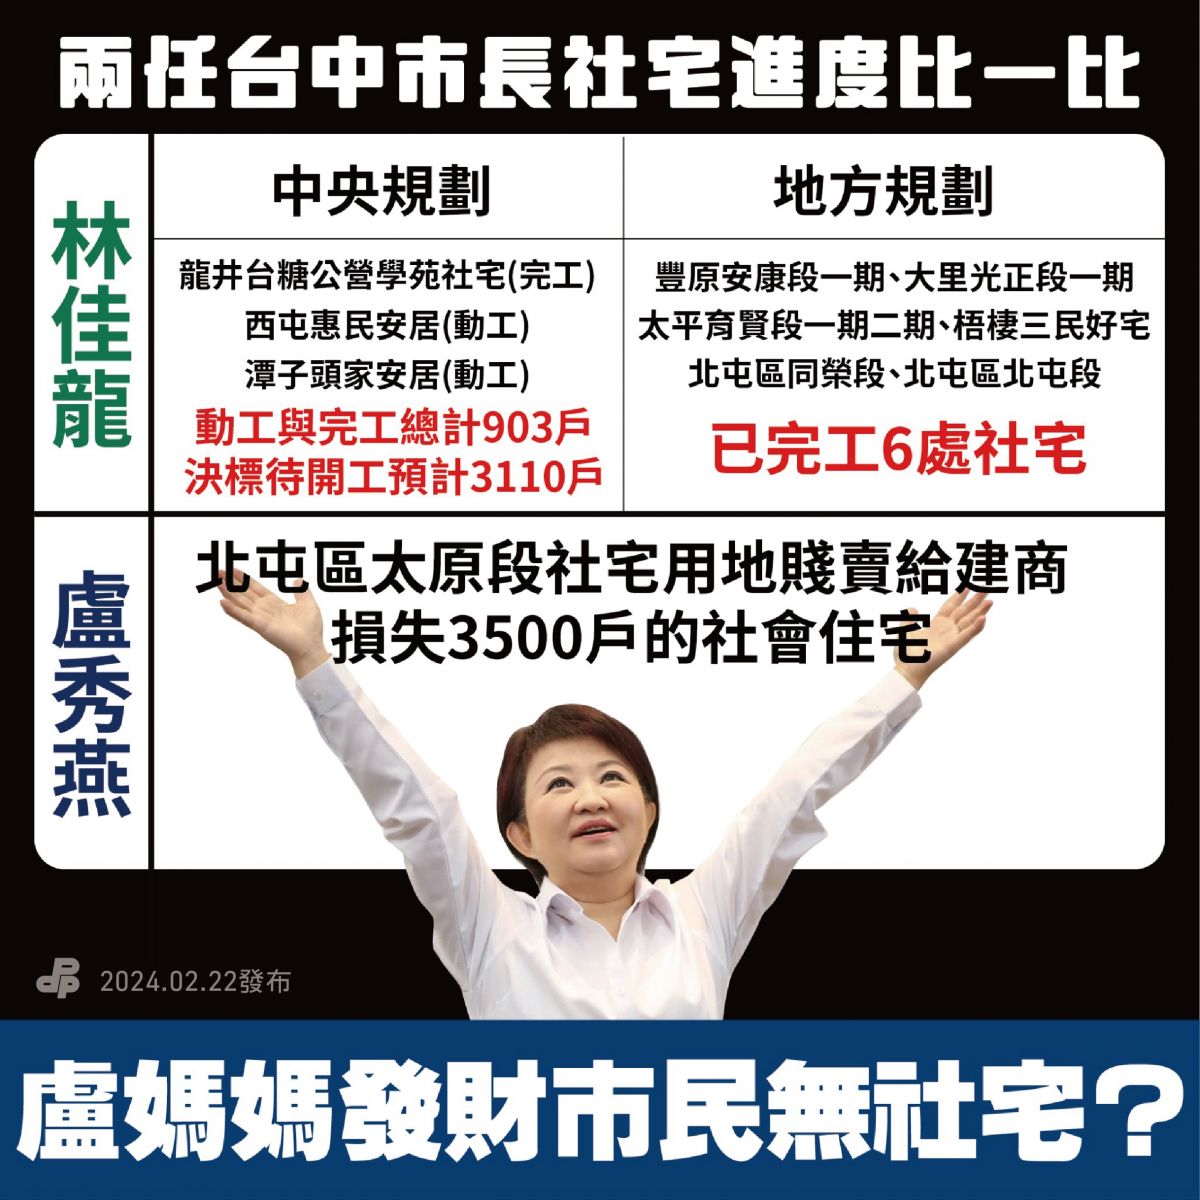 兩任台中市長社宅進度比一比
林佳龍
中央規劃
龍井台糖公營學苑社宅(完工)
西屯惠民安居(動工)
潭子頭家安居(動工)
動工與完工總計903戶
決標待開工預計3110戶
地方規劃
豐原安康段一期、大里光正段一期
太平育賢段一期二期、梧棲三民好宅
北屯區同榮段、北屯區北屯段
已完工6處社宅
盧秀燕
北屯區太原段社宅用地賤賣給建商
損失3500戶的社會住宅
DPP 2024.02.22發布
盧媽媽發財市民無社宅?